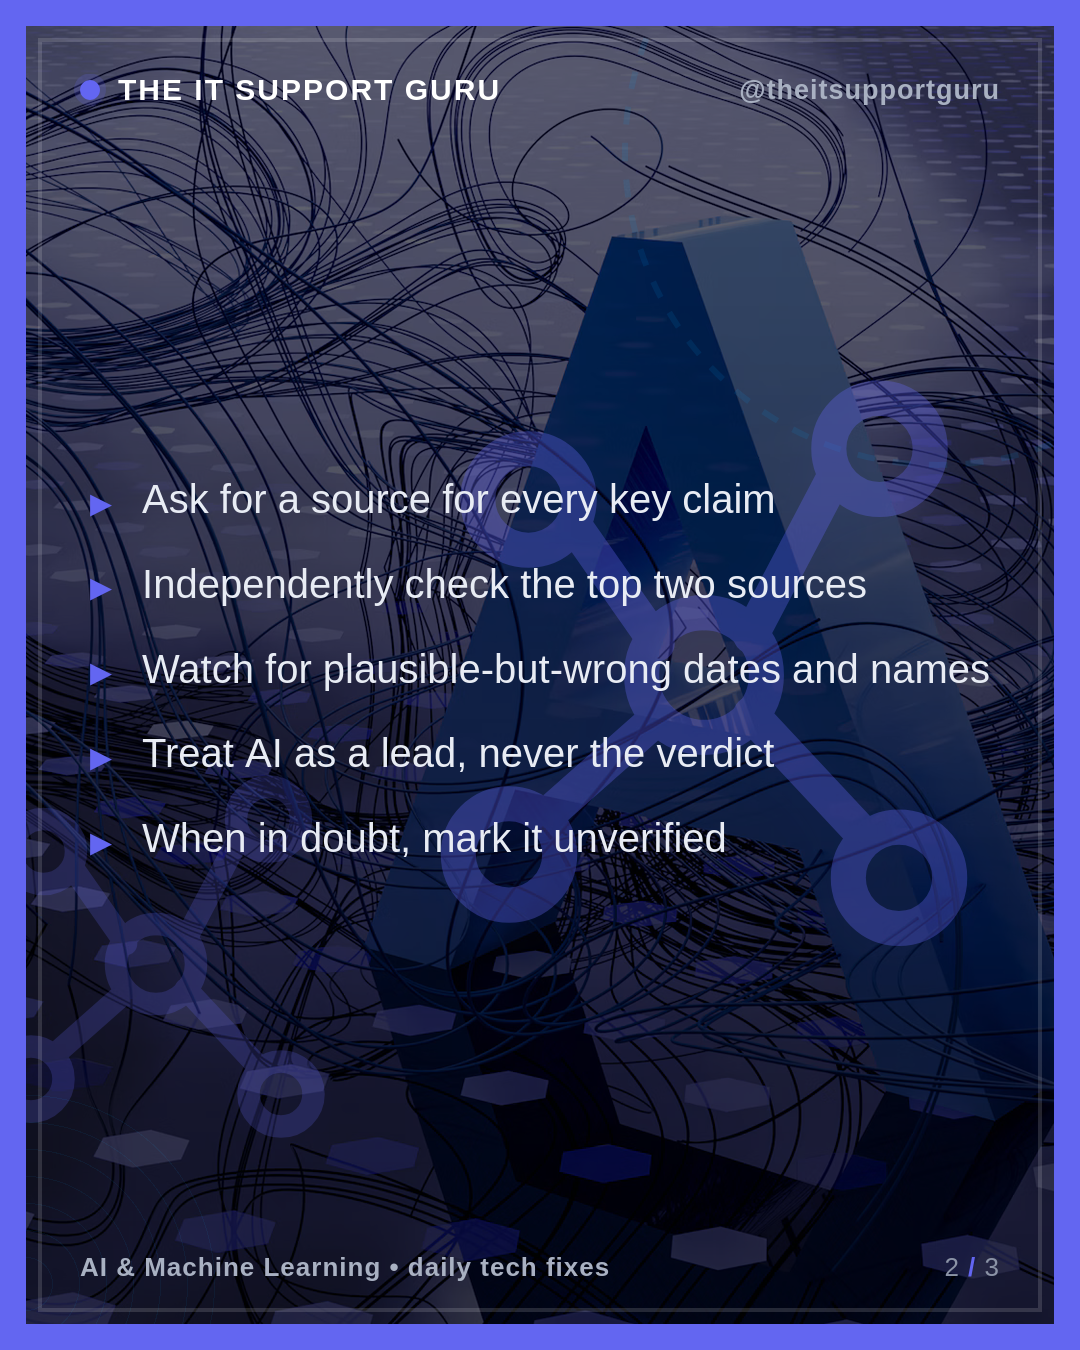 THE IT SUPPORT GURU
@theitsupportguru
▶ Ask for a source for every key claim
▶ Independently check the top two sources
▶ Watch for plausible-but-wrong dates and names
▶ Treat AI as a lead, never the verdict
▶ When in doubt, mark it unverified
AI & Machine Learning • daily tech fixes
2 / 3